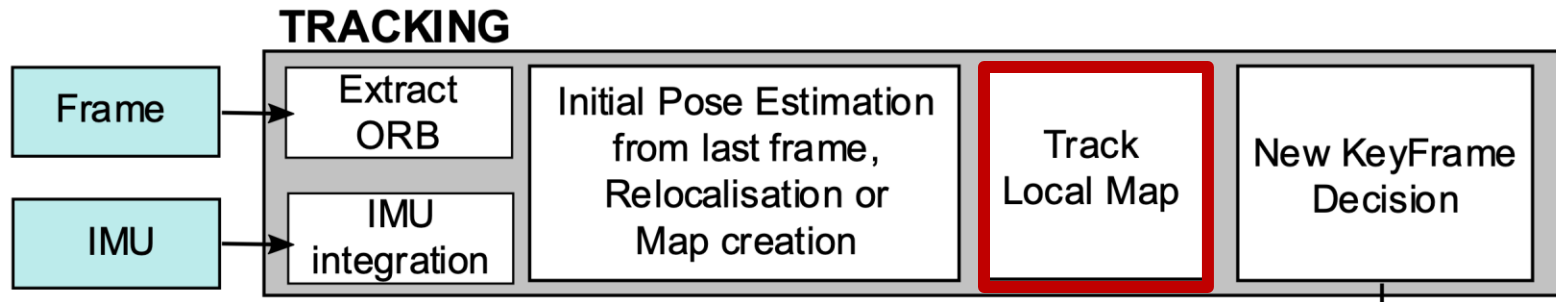 TRACKING
Frame
IMU
Extract
ORB
IMU
integration
Initial Pose Estimation
from last frame,
Relocalisation or
Map creation
Track
Local Map
New KeyFrame
Decision